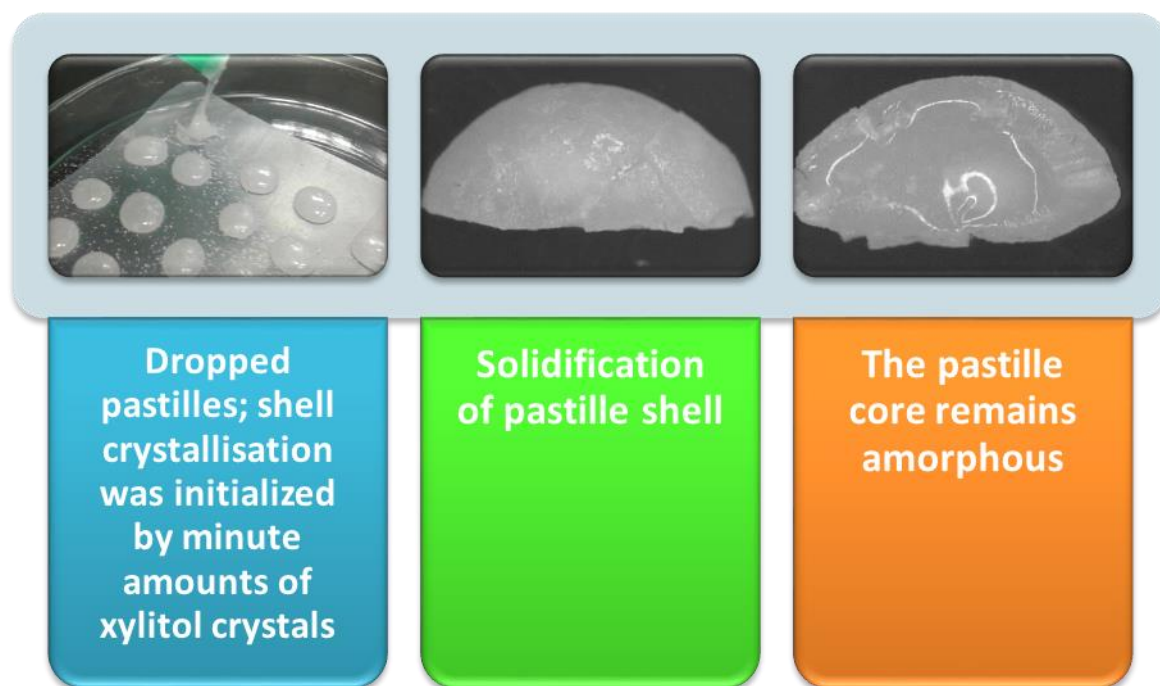 Dropped
pastilles; shell
crystallisation
was initialized
by minute
amounts of
xylitol crystals
Solidification
of pastille shell
The pastille
core remains
amorphous